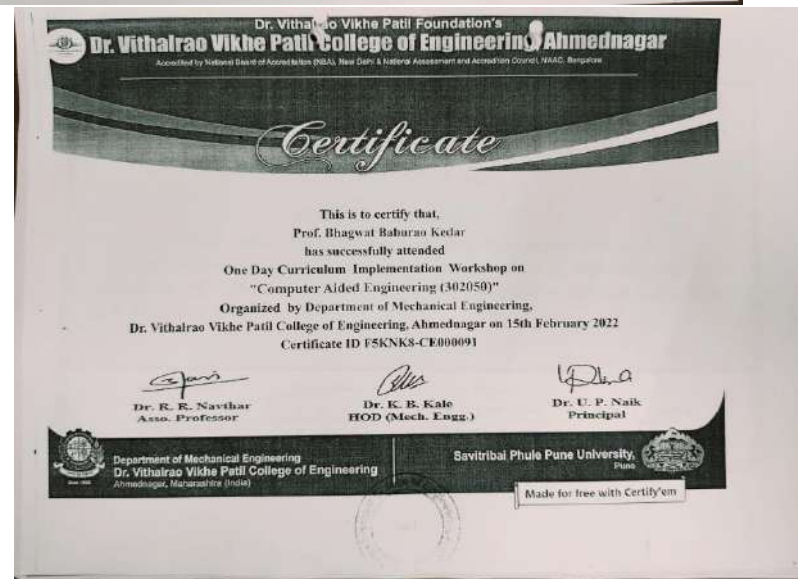 Dr. Vithalrao Vikhe Patil Foundation's
Dr. Vithalrao Vikhe Patil College of Engineering, Ahmednagar
Accredited by National Board of Accreditation (NBA), New Delhi & National Assessment and Accredition Council, NAAC, Bangalore
Certificate
This is to certify that,
Prof. Bhagwat Baburao Kedar
has successfully attended
One Day Curriculum Implementation Workshop on
"Computer Aided Engineering (302050)"
Organized by Department of Mechanical Engineering,
Dr. Vithalrao Vikhe Patil College of Engineering, Ahmednagar on 15th February 2022
Certificate ID F5KNK8-CE000091
Dr. R. R. Navthar
Asso. Professor
Dr. K. B. Kale
HOD (Mech. Engg.)
Dr. U. P. Naik
Principal
Department of Mechanical Engineering
Dr. Vithalrao Vikhe Patil College of Engineering
Ahmednagar, Maharashtra (India)
Savitribai Phule Pune University,
Pune
Made for free with Certify'em